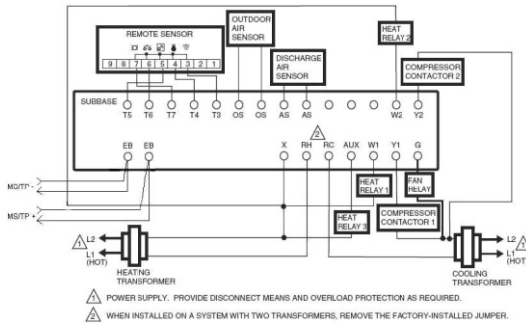 REMOTE SENSOR
9 8 7 6 5 4 3 2 1
OUTDOOR
AIR
SENSOR
DISCHARGE
AIR
SENSOR
HEAT
RELAY 2
COMPRESSOR
CONTACTOR 2
SUBBASE
T5 T6 T7 T4 T3 OS OS AS AS W2 Y2
2
EB EB X RH RC AUX W1 Y1 G
MS/TP -
MS/TP +
HEAT
RELAY 1
FAN
RELAY
HEAT
RELAY 3
COMPRESSOR
CONTACTOR 1
1
L2
L1
(HOT)
HEATING
TRANSFORMER
L2
1
L1
(HOT)
COOLING
TRANSFORMER
1 POWER SUPPLY. PROVIDE DISCONNECT MEANS AND OVERLOAD PROTECTION AS REQUIRED.
2 WHEN INSTALLED ON A SYSTEM WITH TWO TRANSFORMERS, REMOVE THE FACTORY-INSTALLED JUMPER.